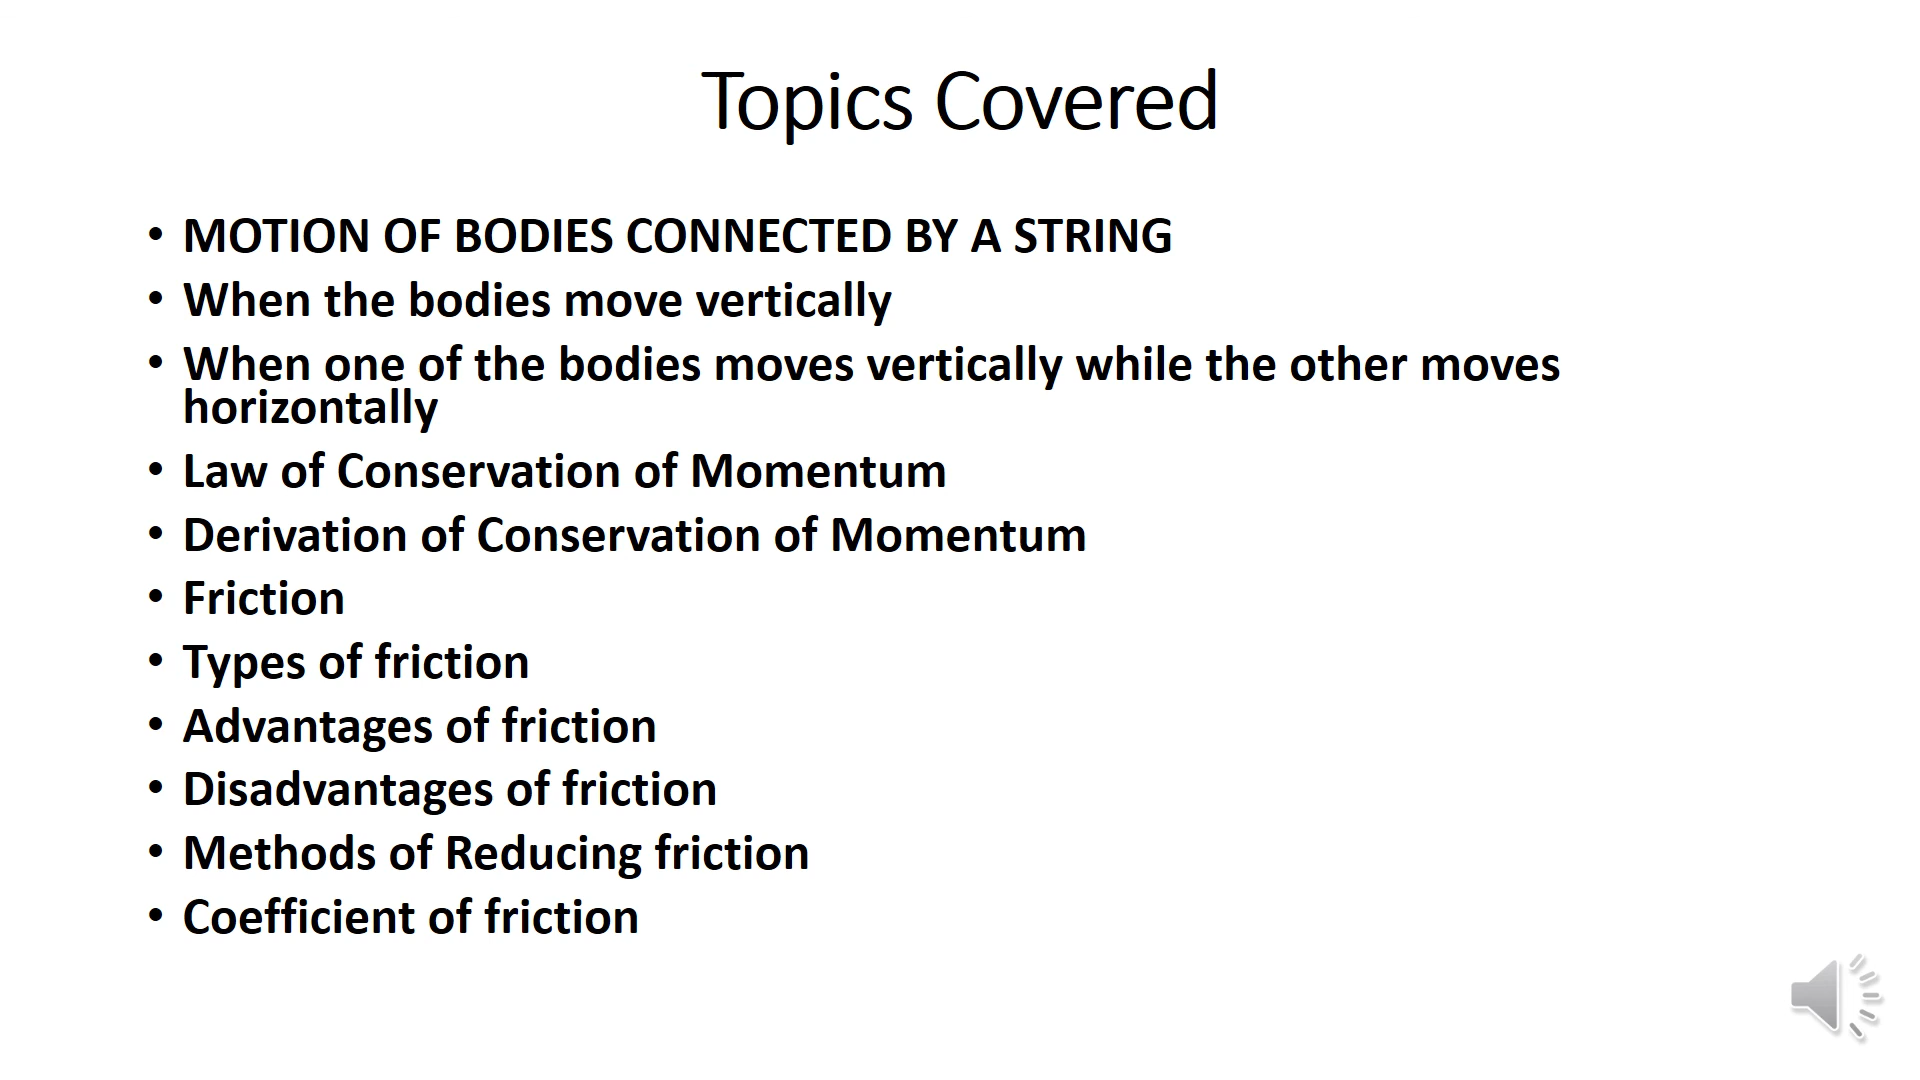 Topics Covered
• MOTION OF BODIES CONNECTED BY A STRING
• When the bodies move vertically
• When one of the bodies moves vertically while the other moves
horizontally
• Law of Conservation of Momentum
• Derivation of Conservation of Momentum
• Friction
• Types of friction
• Advantages of friction
• Disadvantages of friction
• Methods of Reducing friction
• Coefficient of friction